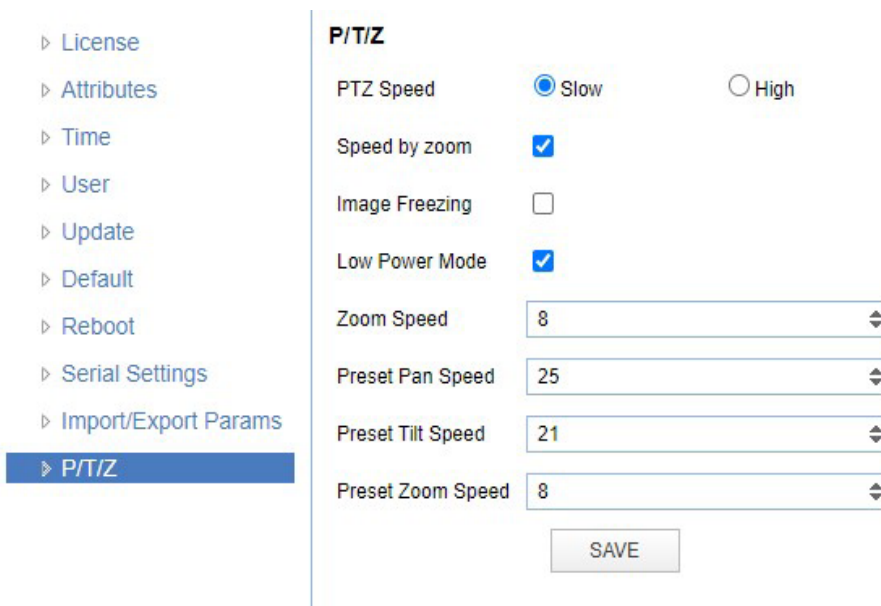 License
Attributes
Time
User
Update
Default
Reboot
Serial Settings
Import/Export Params
P/T/Z
P/T/Z
PTZ Speed Slow High
Speed by zoom
Image Freezing
Low Power Mode
Zoom Speed 8
Preset Pan Speed 25
Preset Tilt Speed 21
Preset Zoom Speed 8
SAVE